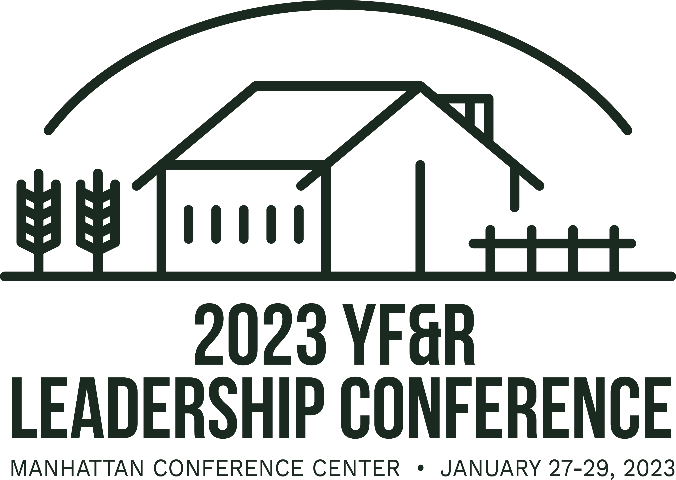 2023 YF&R
LEADERSHIP CONFERENCE
MANHATTAN CONFERENCE CENTER • JANUARY 27-29, 2023